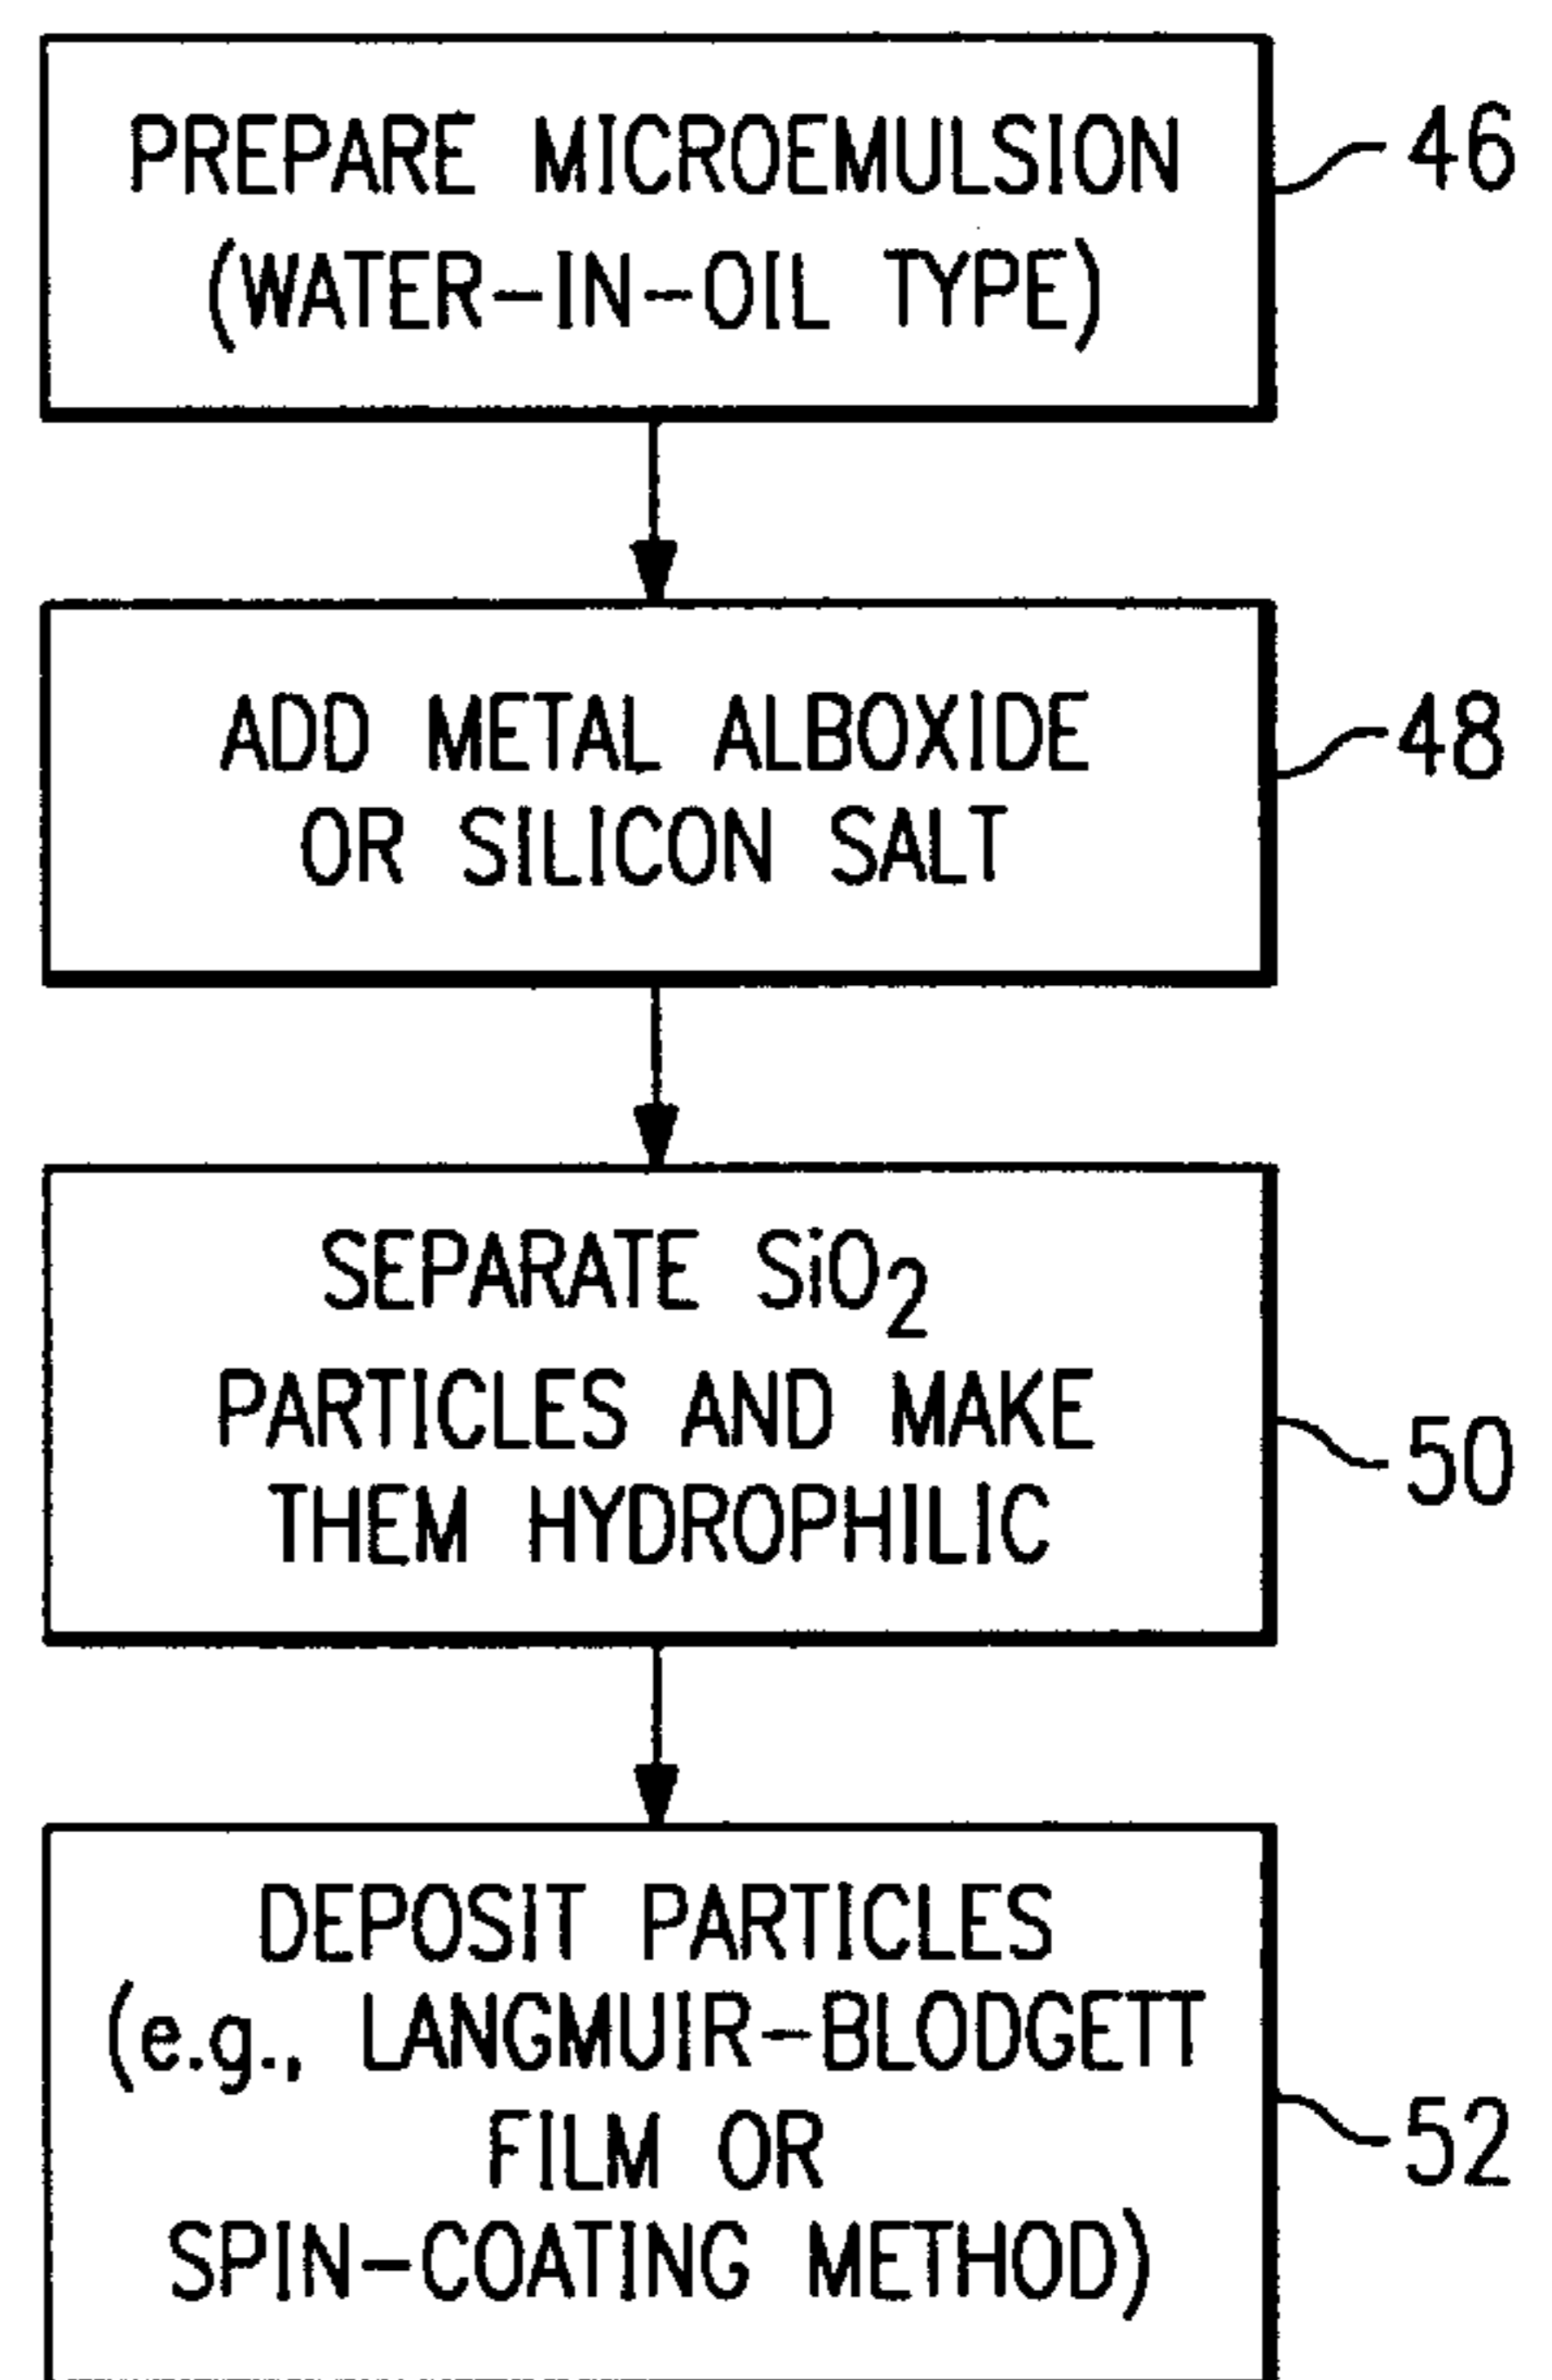 PREPARE MICROEMULSION
(WATER-IN-OIL TYPE)
46
ADD METAL ALBOXIDE
OR SILICON SALT
48
SEPARATE SiO2
PARTICLES AND MAKE
THEM HYDROPHILIC
50
DEPOSIT PARTICLES
(e.g., LANGMUIR-BLODGETT
FILM OR
SPIN-COATING METHOD)
52